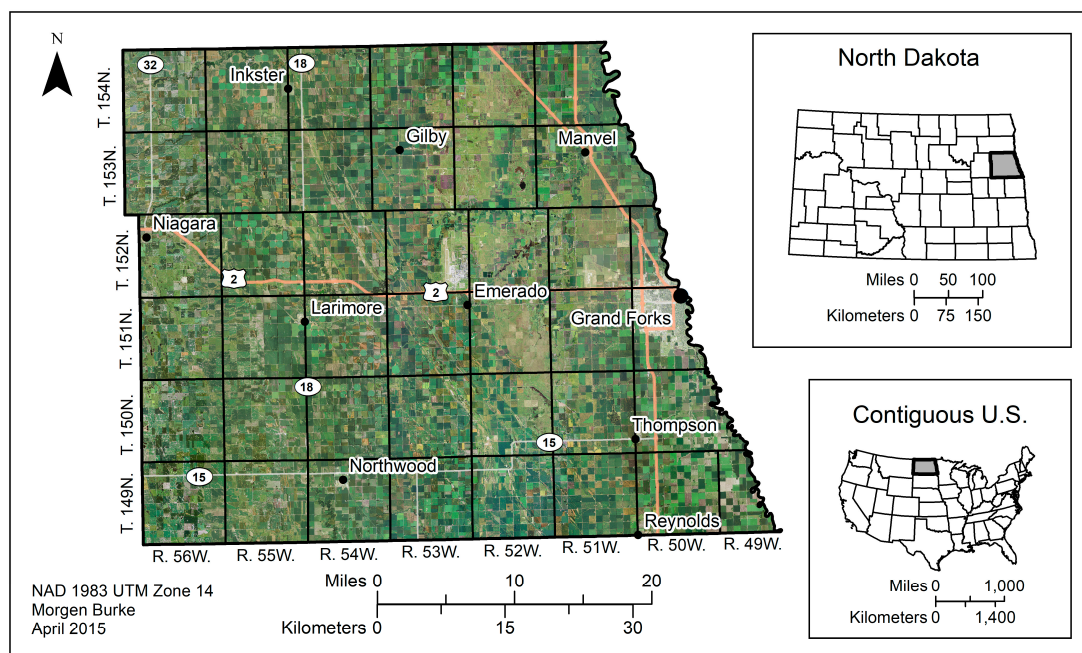 N
32
18
Inkster
T. 154N.
Gilby
Manvel
T. 153N.
Niagara
T. 152N.
2
2
Emerado
Larimore
Grand Forks
T. 151N.
18
T. 150N.
Thompson
15
15
Northwood
T. 149N.
Reynolds
R. 56W. R. 55W. R. 54W. R. 53W. R. 52W. R. 51W. R. 50W. R. 49W.
Miles 0 10 20
Kilometers 0 15 30
NAD 1983 UTM Zone 14
Morgen Burke
April 2015
North Dakota
Miles 0 50 100
Kilometers 0 75 150
Contiguous U.S.
Miles 0 1,000
Kilometers 0 1,400